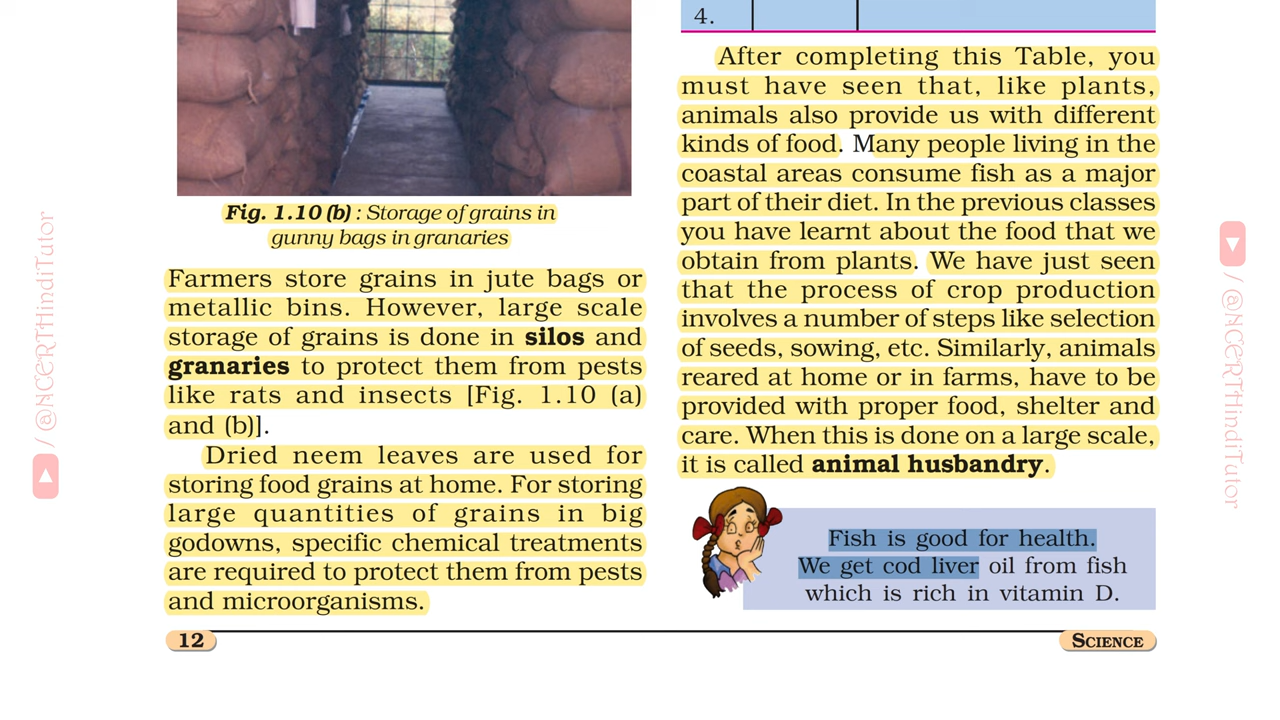 Fig. 1.10 (b) : Storage of grains in
gunny bags in granaries
Farmers store grains in jute bags or
metallic bins. However, large scale
storage of grains is done in silos and
granaries to protect them from pests
like rats and insects [Fig. 1.10 (a)
and (b)].
Dried neem leaves are used for
storing food grains at home. For storing
large quantities of grains in big
godowns, specific chemical treatments
are required to protect them from pests
and microorganisms.
4.
After completing this Table, you
must have seen that, like plants,
animals also provide us with different
kinds of food. Many people living in the
coastal areas consume fish as a major
part of their diet. In the previous classes
you have learnt about the food that we
obtain from plants. We have just seen
that the process of crop production
involves a number of steps like selection
of seeds, sowing, etc. Similarly, animals
reared at home or in farms, have to be
provided with proper food, shelter and
care. When this is done on a large scale,
it is called animal husbandry.
Fish is good for health.
We get cod liver oil from fish
which is rich in vitamin D.
12
SCIENCE
/ @NCERTHindiTutor
/ @NCERTHindiTutor